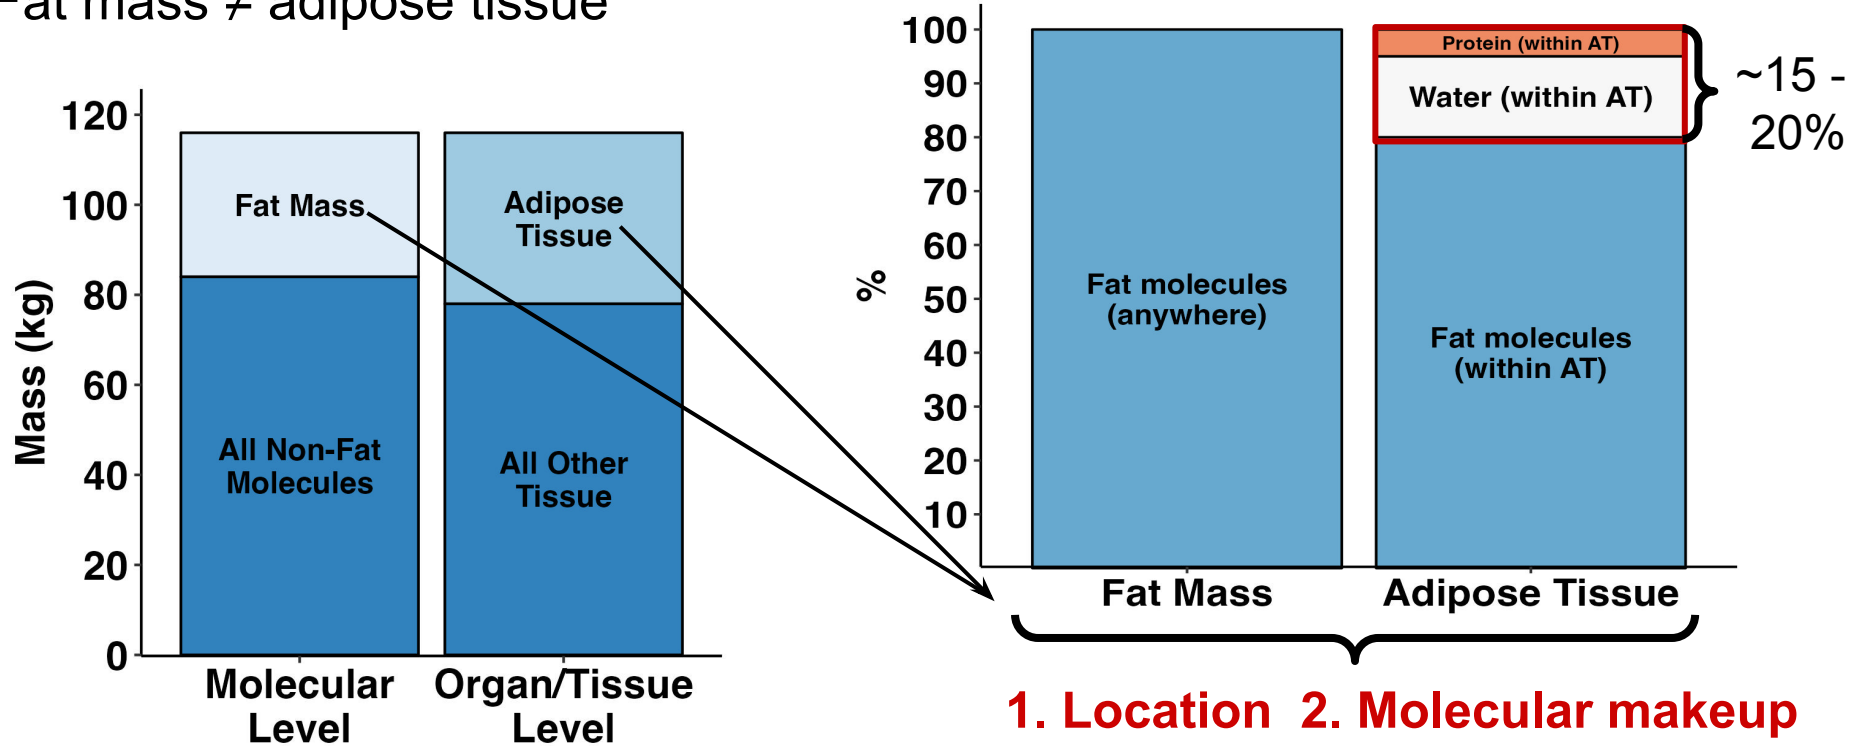 Fat mass ≠ adipose tissue
Mass (kg)
120
100
80
60
40
20
0
Fat Mass
All Non-Fat
Molecules
Adipose
Tissue
All Other
Tissue
Molecular
Level
Organ/Tissue
Level
%
100
90
80
70
60
50
40
30
20
10
Fat molecules
(anywhere)
Protein (within AT)
Water (within AT)
Fat molecules
(within AT)
~15 -
20%
Fat Mass
Adipose Tissue
1. Location 2. Molecular makeup